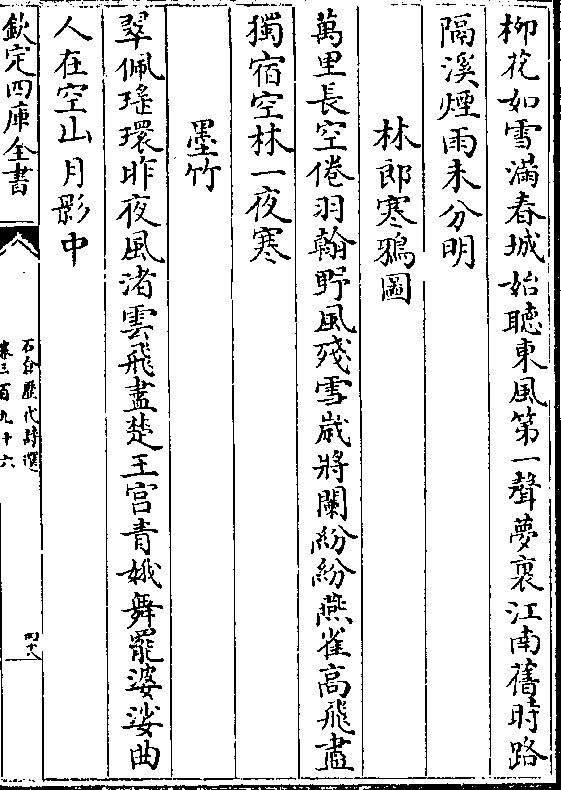 柳花如雪滿春城始聽東風第一聲夢裏江南舊時路
隔溪煙雨未分明
林郎寒鴉圖
萬里長空倦羽翰野風殘雪歲將闌紛紛燕雀高飛盡
獨宿空林一夜寒
墨竹
翠佩瑤環昨夜風渚雲飛盡楚王宮青娥舞罷婆娑曲
人在空山月影中
欽定四庫全書
石倉歷代詩選
卷三百九十六
四十八